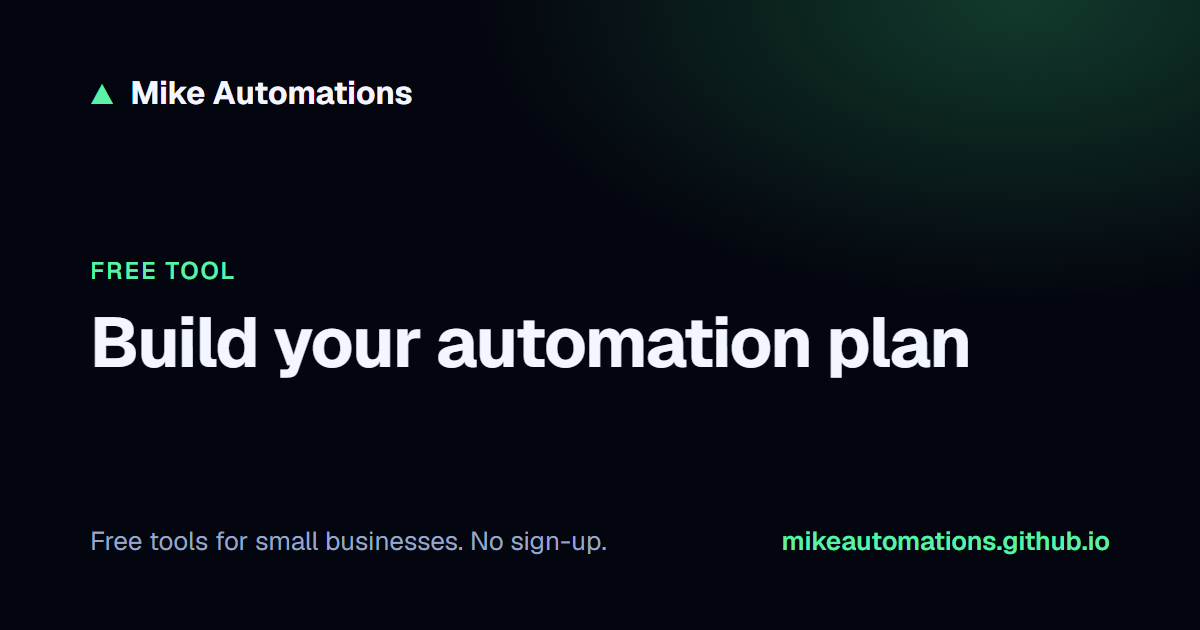 Mike Automations
FREE TOOL
Build your automation plan
Free tools for small businesses. No sign-up.
mikeautomations.github.io